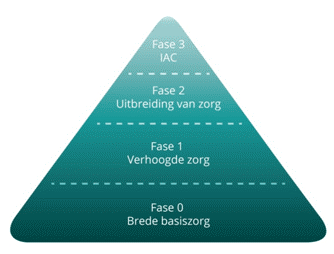 Fase 3
IAC
Fase 2
Uitbreiding van zorg
Fase 1
Verhoogde zorg
Fase 0
Brede basiszorg